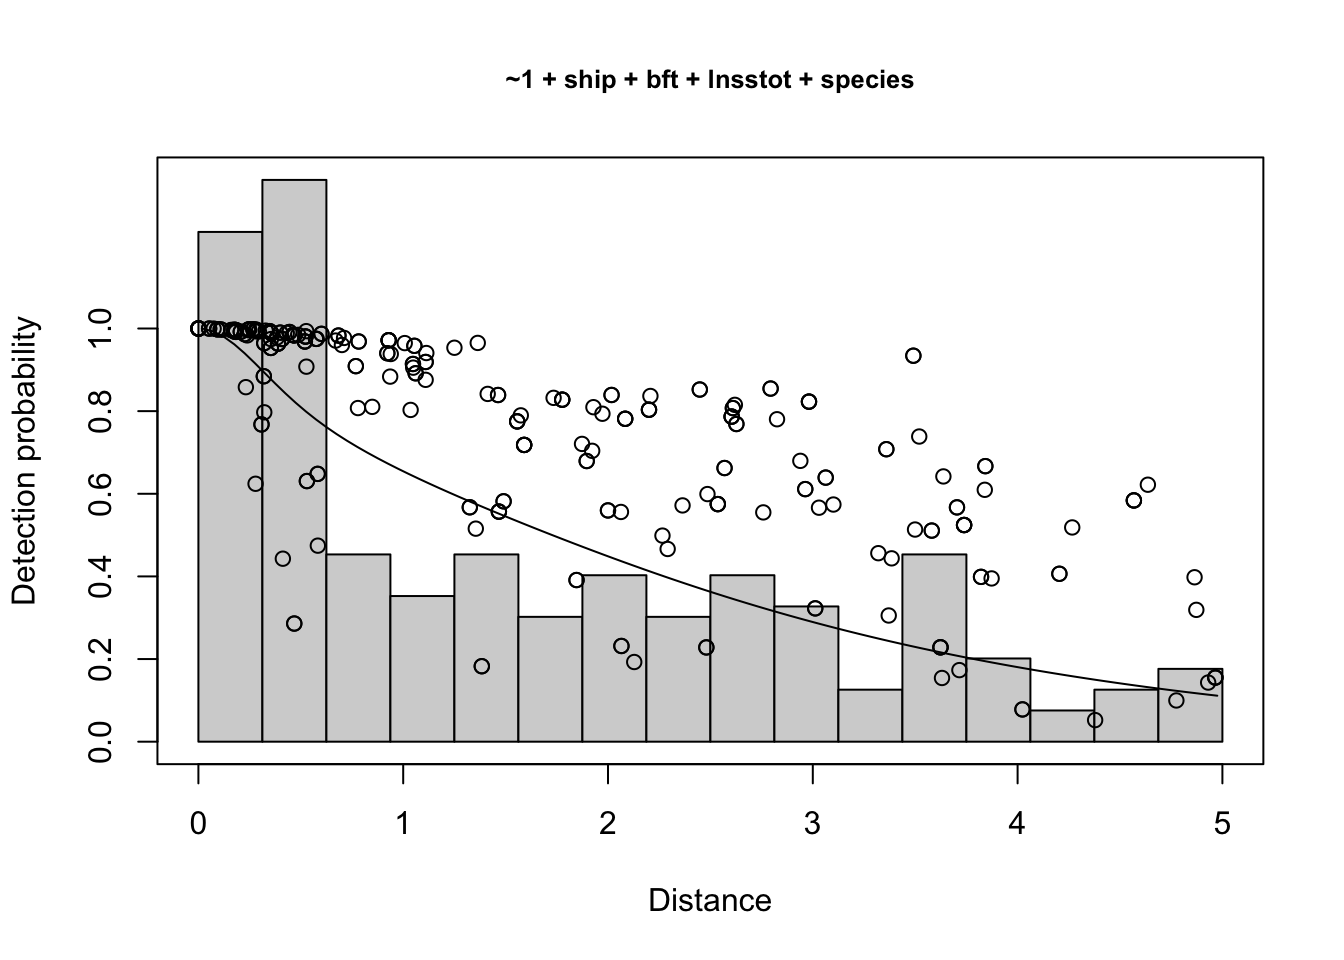 ~1 + ship + bft + lnsstot + species
Detection probability
1.0
0.8
0.6
0.4
0.2
0.0
0 1 2 3 4 5
Distance